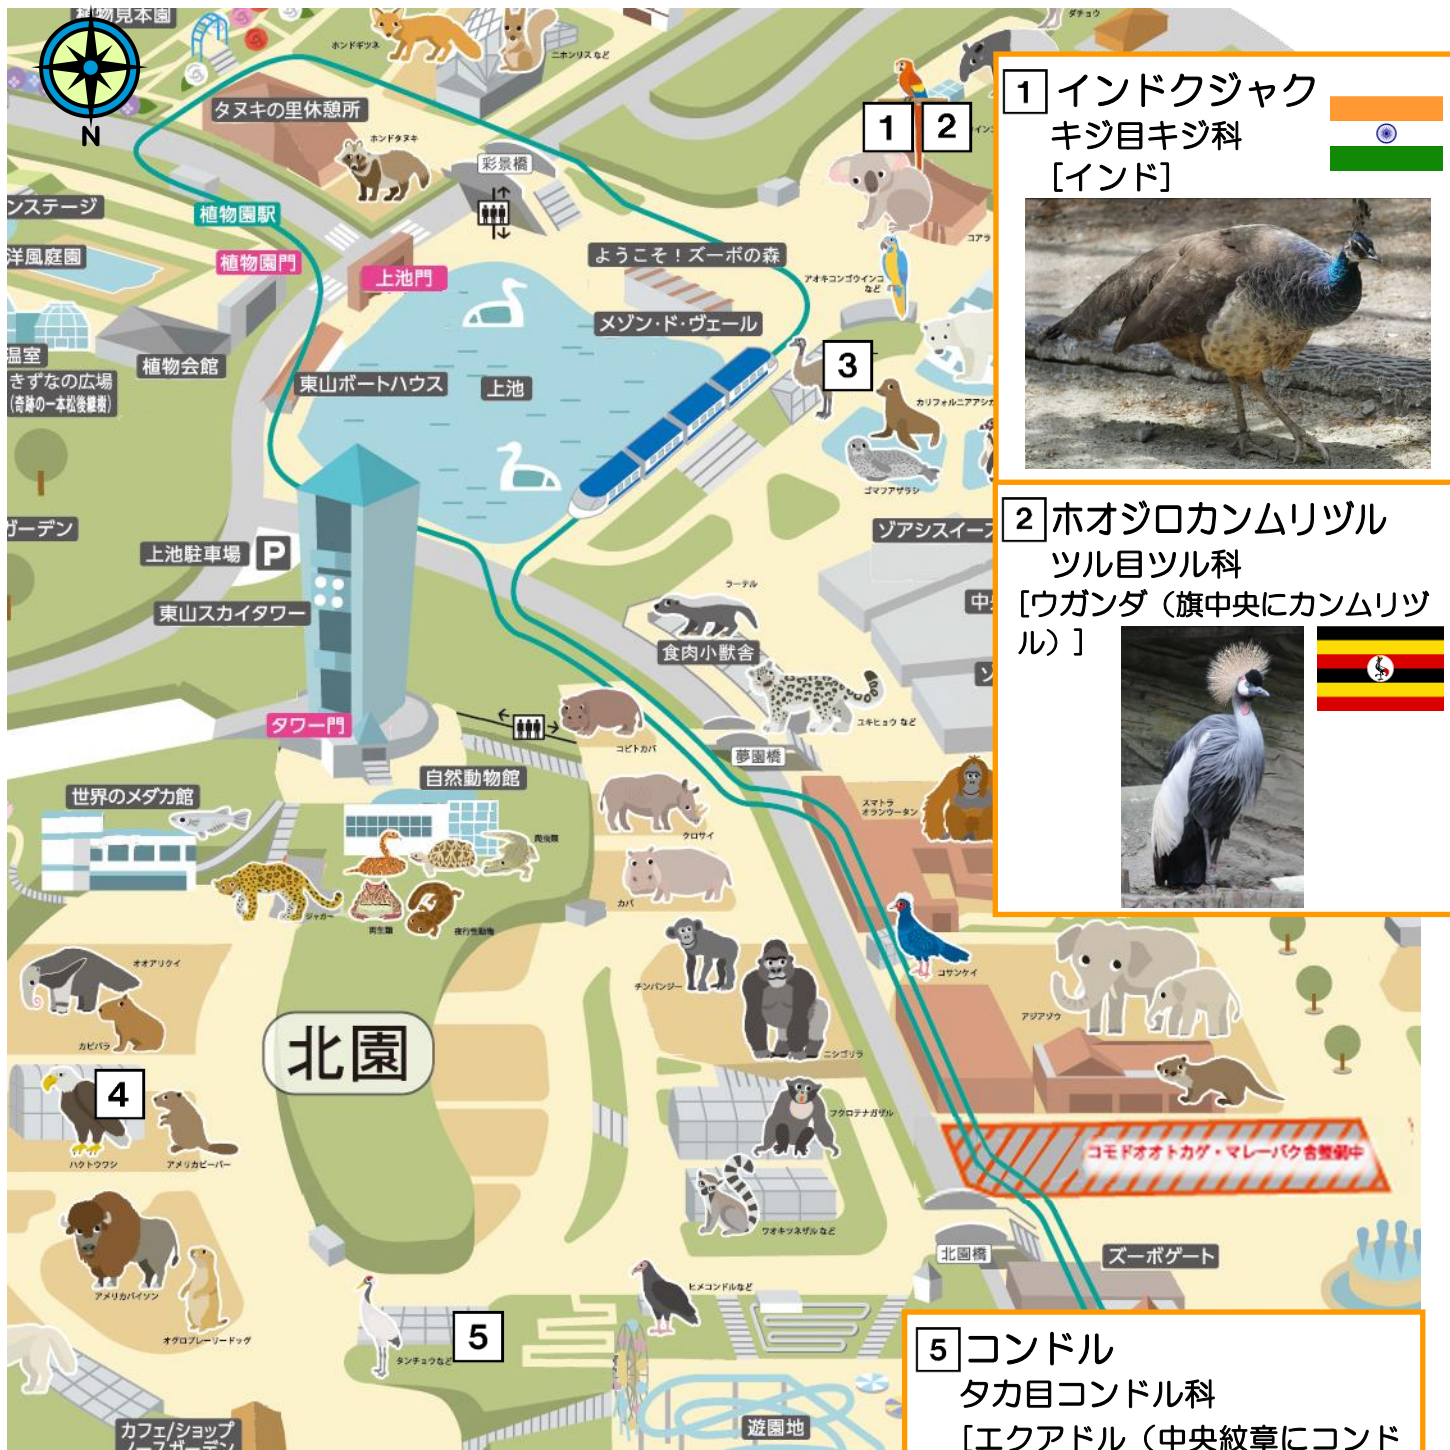 植物見本園
N
ホンドギツネ
ニホンリス など
ダチョウ
タヌキの里休憩所
ホンドタヌキ
彩景橋
1
2
コアラ
ンステージ
植物園駅
洋風庭園
植物園門
上池門
ようこそ！ズーボの森
アオキコンゴウインコ
など
メゾン・ド・ヴェール
植物会館
温室
きずなの広場
（奇跡の一本松後継樹）
東山ボートハウス
上池
3
カリフォルニアアシカ
ゴマフアザラシ
ガーデン
上池駐車場 P
ゾアシスイース
東山スカイタワー
ラーテル
食肉小獣舎
中
ユキヒョウ など
タワー門
コビトカバ
夢園橋
自然動物館
世界のメダカ館
スマトラ
オランウータン
クロサイ
爬虫類
カバ
ジャガー
両生類
夜行性動物
オオアリクイ
カピバラ
チンパンジー
コサンケイ
アジアゾウ
ニシゴリラ
北園
4
フクロテナガザル
ハクトウワシ
アメリカビーバー
コモドオオトカゲ・マレーバク舎整備中
ワオキツネザルなど
北園橋
ズーボゲート
アメリカバイソン
オグロプレーリードッグ
ヒメコンドルなど
タンチョウなど
5
カフェ/ショップ
ノースガーデン
遊園地
1 インドクジャク
キジ目キジ科
[インド]
2 ホオジロカンムリヅル
ツル目ツル科
[ウガンダ（旗中央にカンムリヅ
ル）]
5 コンドル
タカ目コンドル科
[エクアドル（中央紋章にコンド